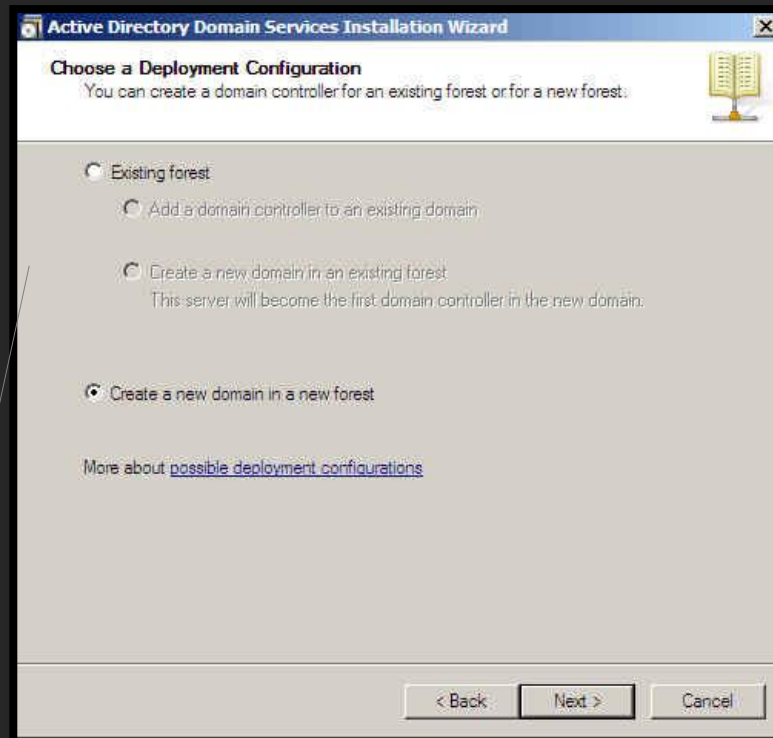 Active Directory Domain Services Installation Wizard
Choose a Deployment Configuration
You can create a domain controller for an existing forest or for a new forest.
Existing forest
Add a domain controller to an existing domain
Create a new domain in an existing forest
This server will become the first domain controller in the new domain.
Create a new domain in a new forest
More about possible deployment configurations
< Back Next > Cancel